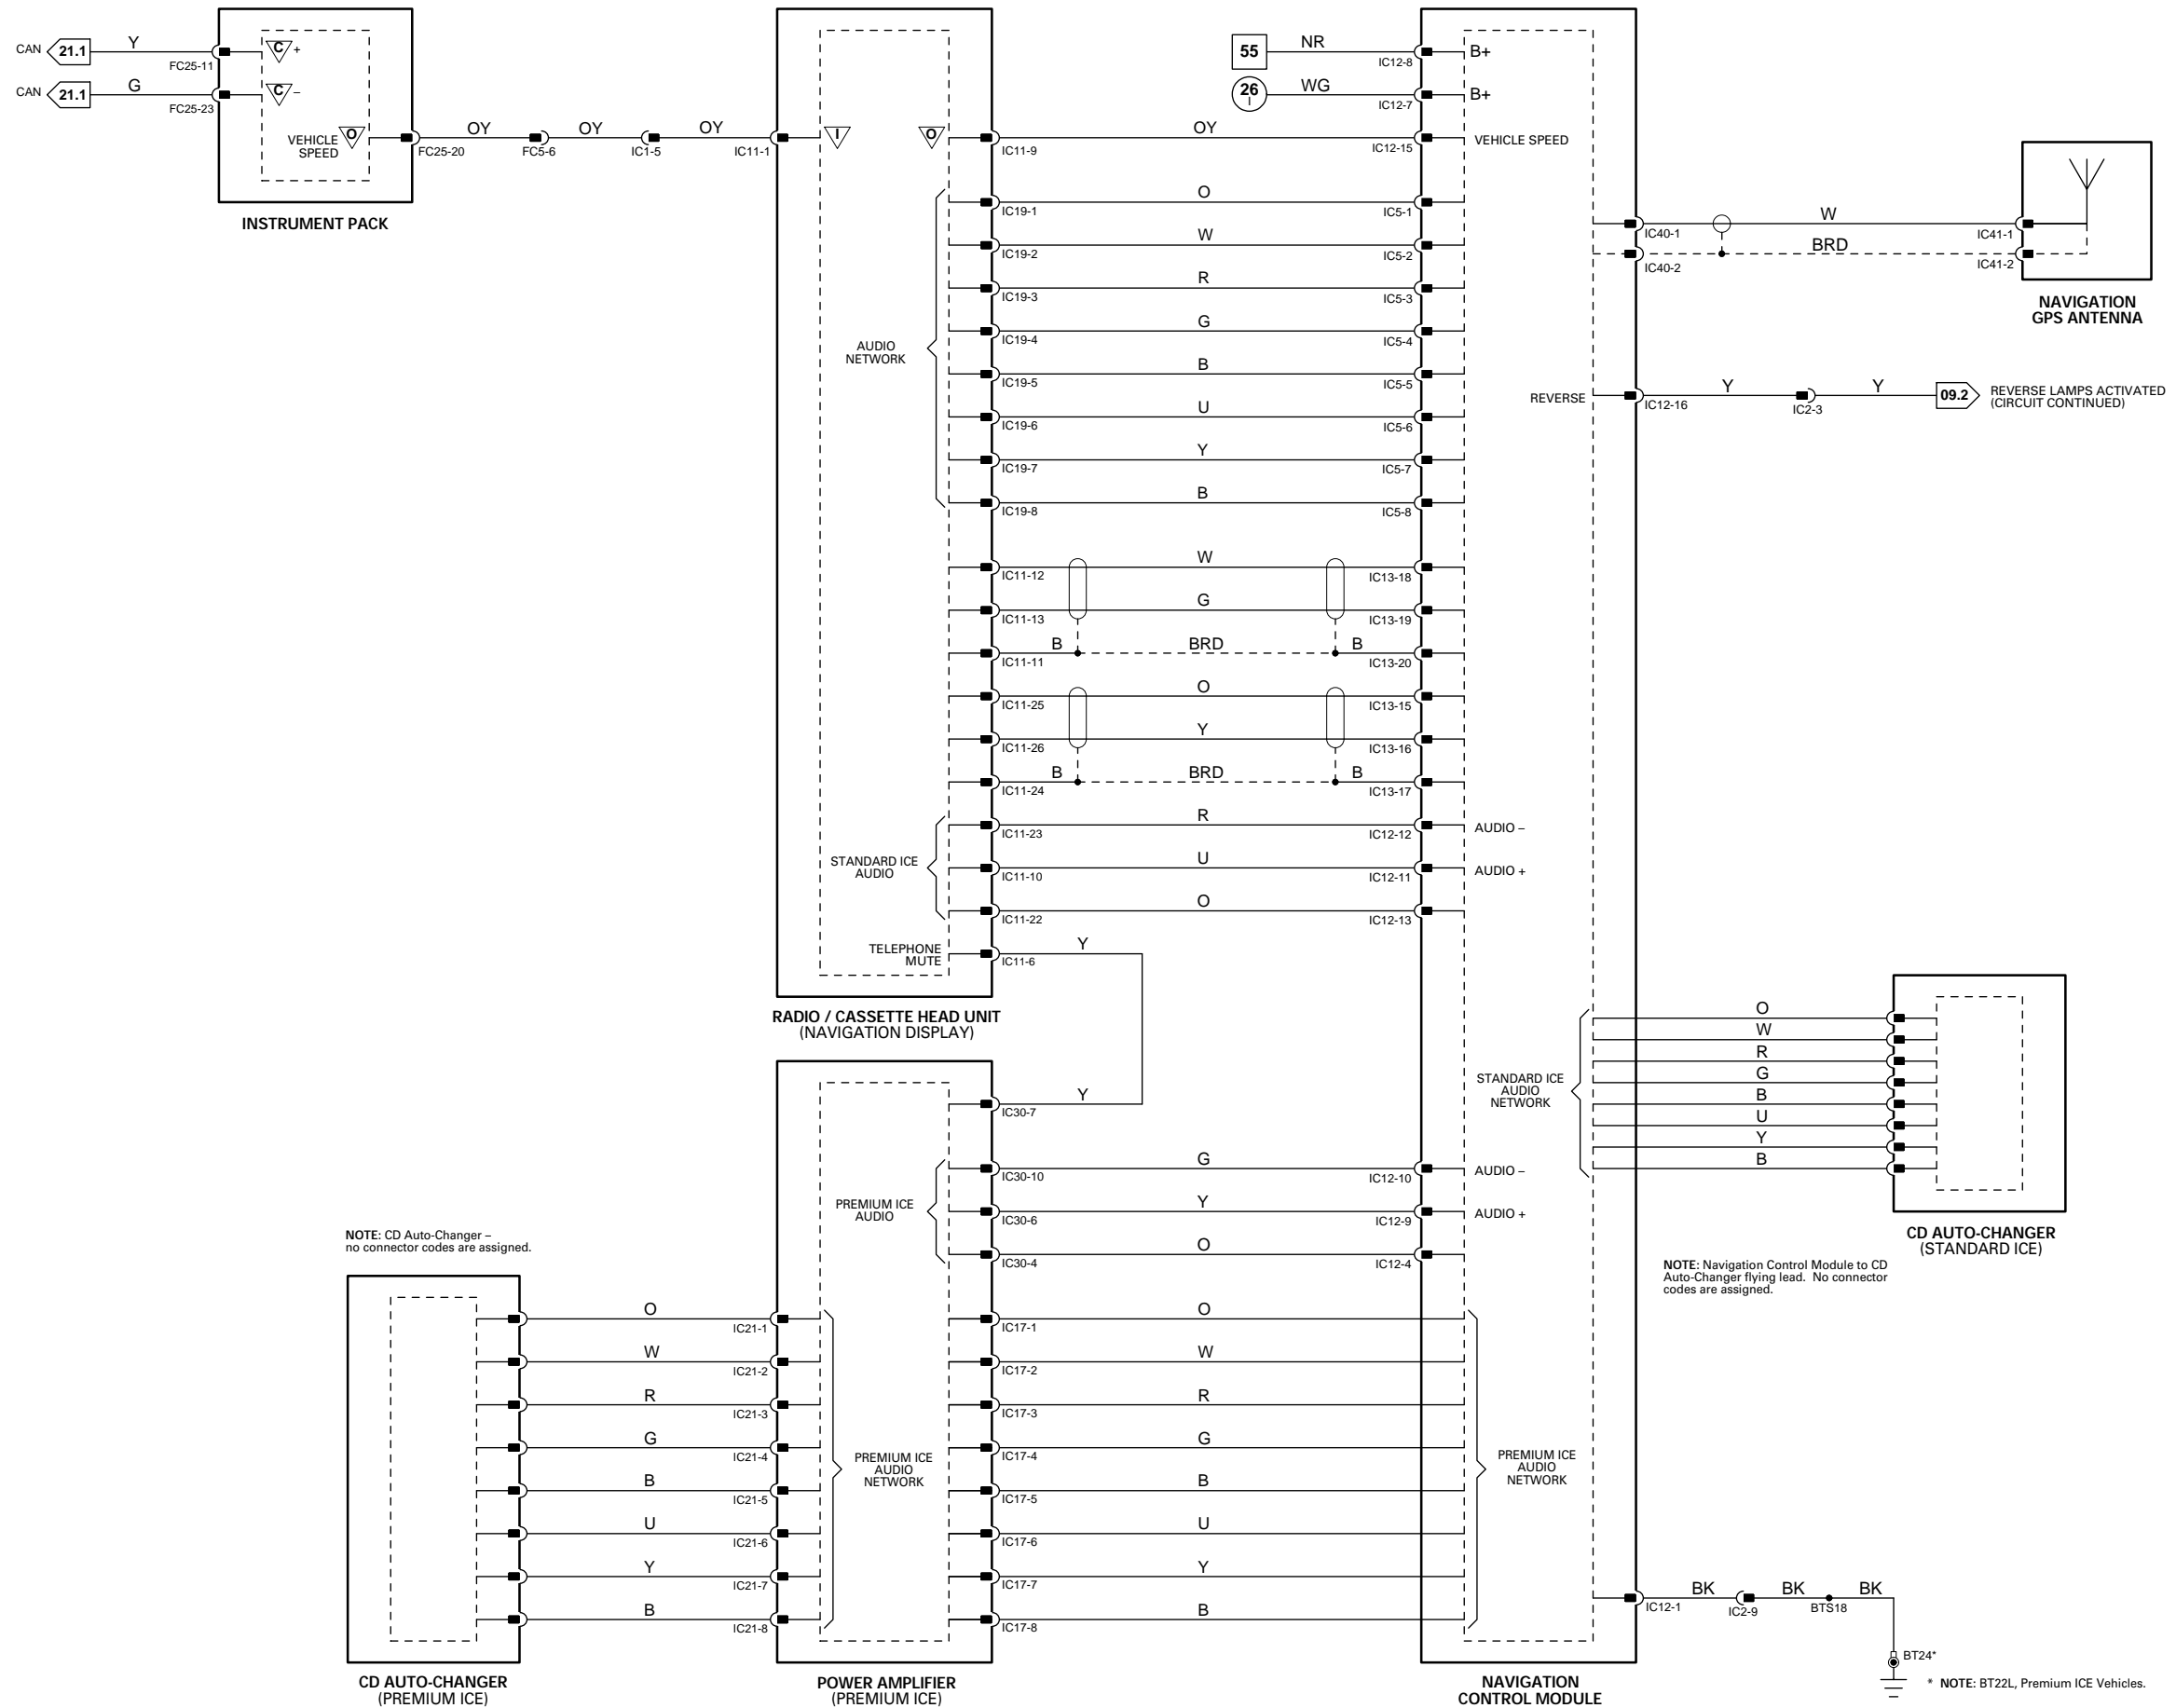 CAN 21.1 Y FC25-11 C +
CAN 21.1 G FC25-23 C –
VEHICLE
SPEED
O FC25-20 OY FC5-6 OY IC1-5 OY IC11-1 I
INSTRUMENT PACK
O IC11-9 OY IC12-15 VEHICLE SPEED
55 NR IC12-8 B+
26
I
WG IC12-7 B+
AUDIO
NETWORK
IC19-1 O IC5-1
IC19-2 W IC5-2
IC19-3 R IC5-3
IC19-4 G IC5-4
IC19-5 B IC5-5
IC19-6 U IC5-6
IC19-7 Y IC5-7
IC19-8 B IC5-8
IC11-12 W IC13-18
IC11-13 G IC13-19
IC11-11 B BRD B IC13-20
IC11-25 O IC13-15
IC11-26 Y IC13-16
IC11-24 B BRD B IC13-17
STANDARD ICE
AUDIO
IC11-23 R IC12-12 AUDIO –
IC11-10 U IC12-11 AUDIO +
IC11-22 O IC12-13
TELEPHONE
MUTE
IC11-6 Y
RADIO / CASSETTE HEAD UNIT
(NAVIGATION DISPLAY)
IC40-1 W IC41-1
IC40-2 BRD IC41-2
NAVIGATION
GPS ANTENNA
REVERSE IC12-16 Y IC2-3 Y 09.2
REVERSE LAMPS ACTIVATED
(CIRCUIT CONTINUED)
IC30-7 Y
PREMIUM ICE
AUDIO
IC30-10 G IC12-10 AUDIO –
IC30-6 Y IC12-9 AUDIO +
IC30-4 O IC12-4
STANDARD ICE
AUDIO
NETWORK
O
W
R
G
B
U
Y
B
CD AUTO-CHANGER
(STANDARD ICE)
NOTE: Navigation Control Module to CD
Auto-Changer flying lead. No connector
codes are assigned.
NOTE: CD Auto-Changer –
no connector codes are assigned.
O IC21-1
W IC21-2
R IC21-3
G IC21-4
B IC21-5
U IC21-6
Y IC21-7
B IC21-8
PREMIUM ICE
AUDIO
NETWORK
IC17-1 O
IC17-2 W
IC17-3 R
IC17-4 G
IC17-5 B
IC17-6 U
IC17-7 Y
IC17-8 B
PREMIUM ICE
AUDIO
NETWORK
IC12-1 BK IC2-9 BK BTS18 BK
BT24*
* NOTE: BT22L, Premium ICE Vehicles.
CD AUTO-CHANGER
(PREMIUM ICE)
POWER AMPLIFIER
(PREMIUM ICE)
NAVIGATION
CONTROL MODULE